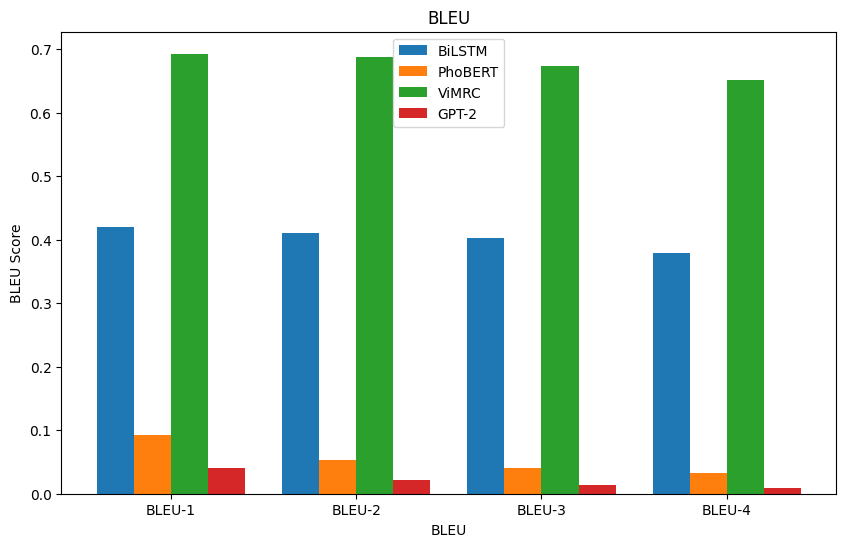 BLEU
BiLSTM
PhoBERT
ViMRC
GPT-2
BLEU Score
0.7
0.6
0.5
0.4
0.3
0.2
0.1
0.0
BLEU-1
BLEU-2
BLEU-3
BLEU-4
BLEU